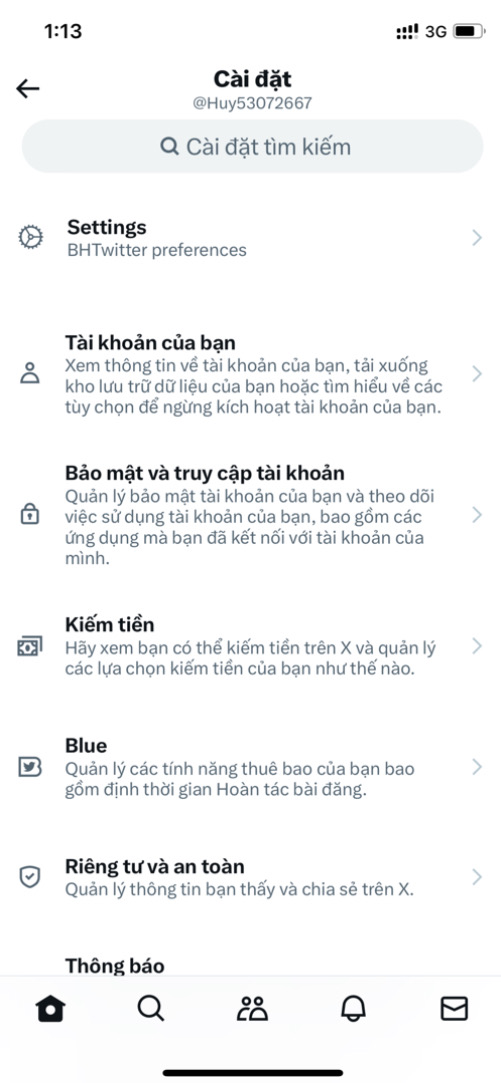 1:13 3G
Cài đặt
@Huy53072667
Cài đặt tìm kiếm
Settings
BHTwitter preferences
Tài khoản của bạn
Xem thông tin về tài khoản của bạn, tải xuống
kho lưu trữ dữ liệu của bạn hoặc tìm hiểu về các
tùy chọn để ngừng kích hoạt tài khoản của bạn.
Bảo mật và truy cập tài khoản
Quản lý bảo mật tài khoản của bạn và theo dõi
việc sử dụng tài khoản của bạn, bao gồm các
ứng dụng mà bạn đã kết nối với tài khoản của
mình.
Kiếm tiền
Hãy xem bạn có thể kiếm tiền trên X và quản lý
các lựa chọn kiếm tiền của bạn như thế nào.
Blue
Quản lý các tính năng thuê bao của bạn bao
gồm định thời gian Hoàn tác bài đăng.
Riêng tư và an toàn
Quản lý thông tin bạn thấy và chia sẻ trên X.
Thông báo